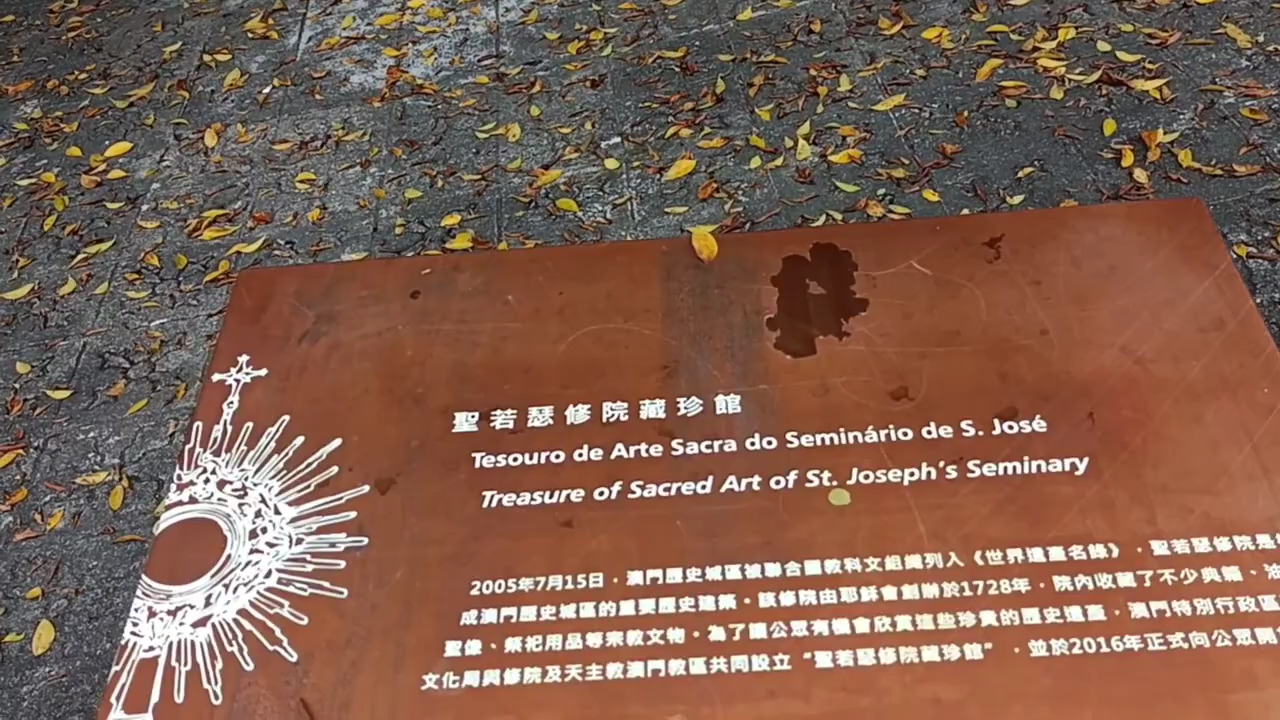 聖若瑟修院藏珍館
Tesouro de Arte Sacra do Seminário de S. José
Treasure of Sacred Art of St. Joseph's Seminary
2005年7月15日，澳門歷史城區被聯合國教科文組織列入《世界遺產名錄》，聖若瑟修院是
成澳門歷史城區的重要歷史建築。該修院由耶穌會創辦於1728年，院內收藏了不少典籍、油
聖像、祭祀用品等宗教文物。為了讓公眾有機會欣賞這些珍貴的歷史遺產，澳門特別行政區
文化局與修院及天主教澳門教區共同設立“聖若瑟修院藏珍館”，並於2016年正式向公眾開